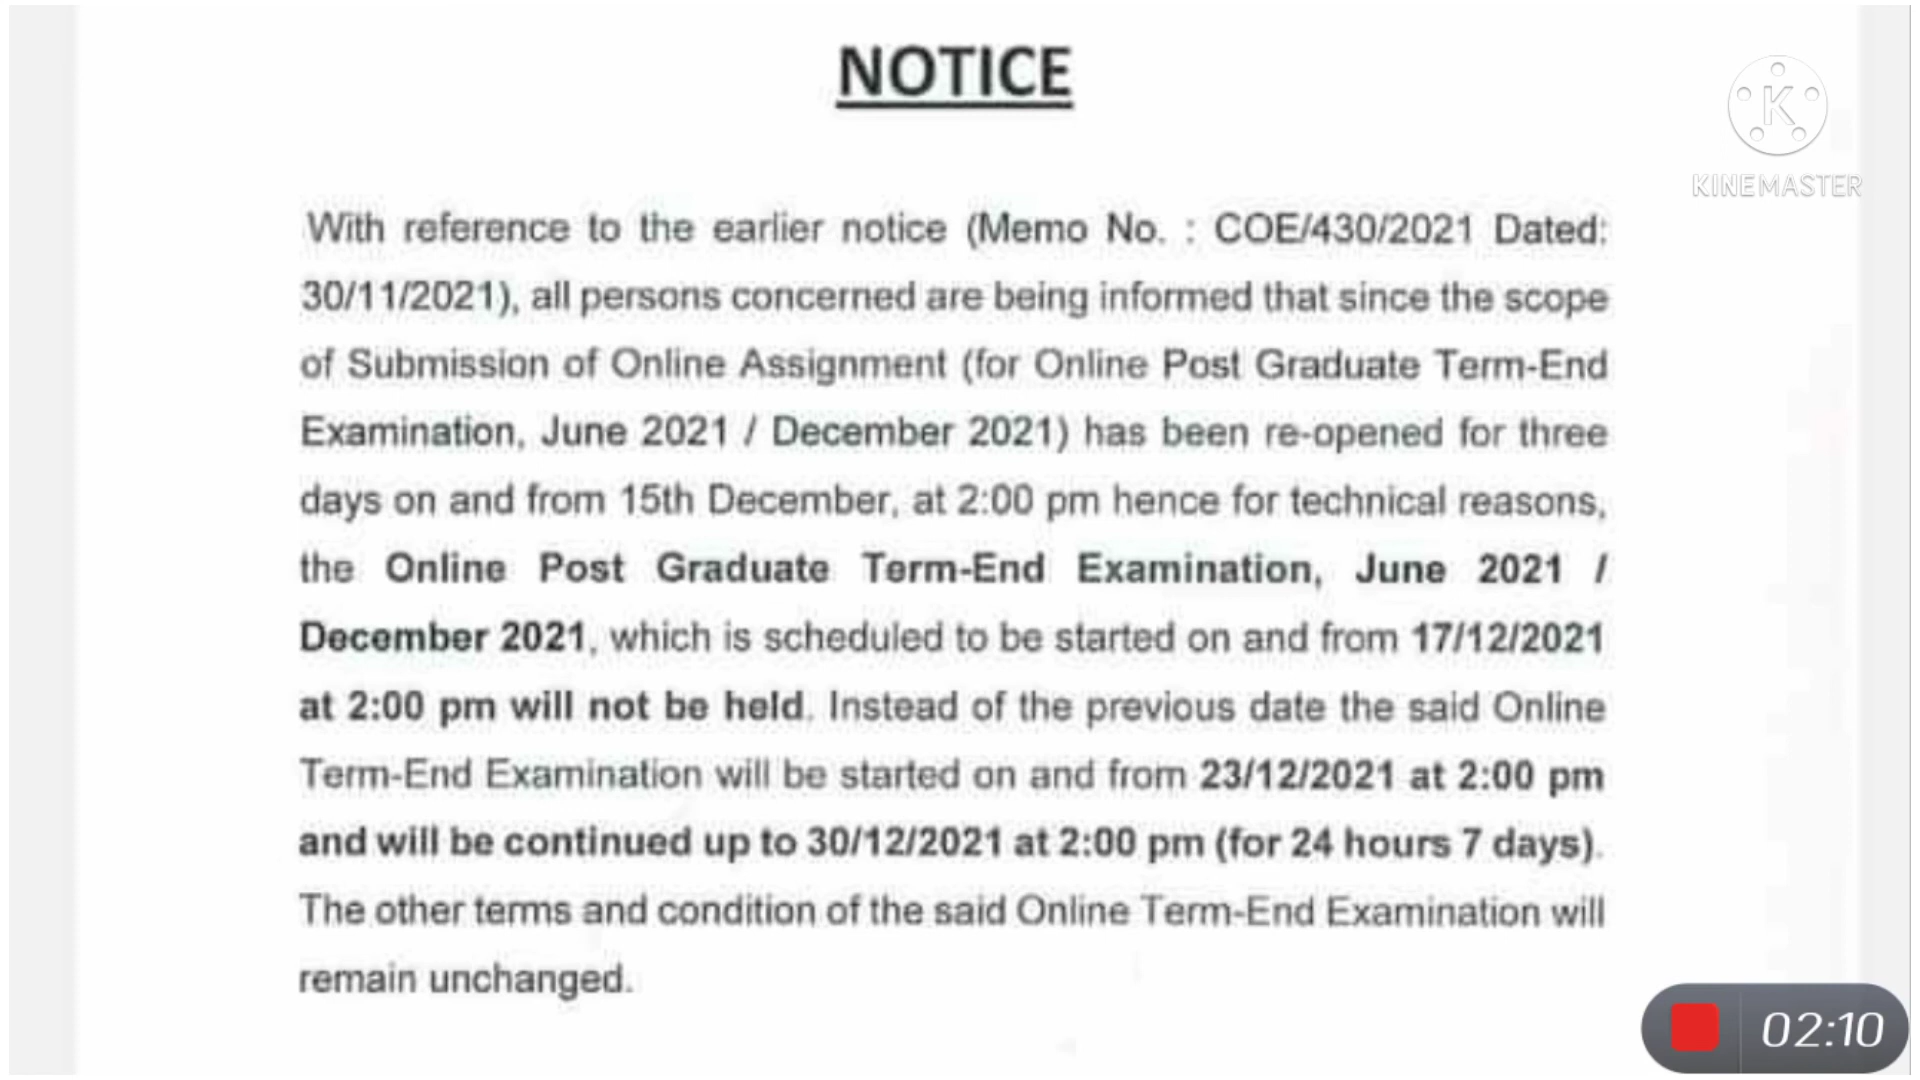 NOTICE
K
KINEMASTER
With reference to the earlier notice (Memo No. : COE/430/2021 Dated:
30/11/2021), all persons concerned are being informed that since the scope
of Submission of Online Assignment (for Online Post Graduate Term-End
Examination, June 2021 / December 2021) has been re-opened for three
days on and from 15th December, at 2:00 pm hence for technical reasons,
the Online Post Graduate Term-End Examination, June 2021 /
December 2021, which is scheduled to be started on and from 17/12/2021
at 2:00 pm will not be held. Instead of the previous date the said Online
Term-End Examination will be started on and from 23/12/2021 at 2:00 pm
and will be continued up to 30/12/2021 at 2:00 pm (for 24 hours 7 days).
The other terms and condition of the said Online Term-End Examination will
remain unchanged.
02:10